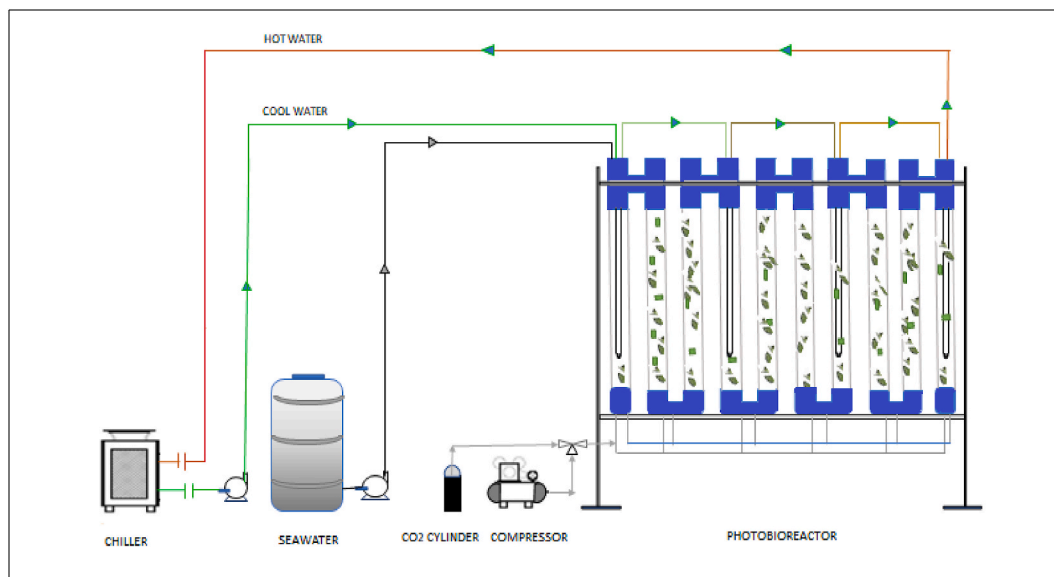 HOT WATER
COOL WATER
PHOTOBIOREACTOR
CHILLER
SEAWATER
CO2 CYLINDER
COMPRESSOR